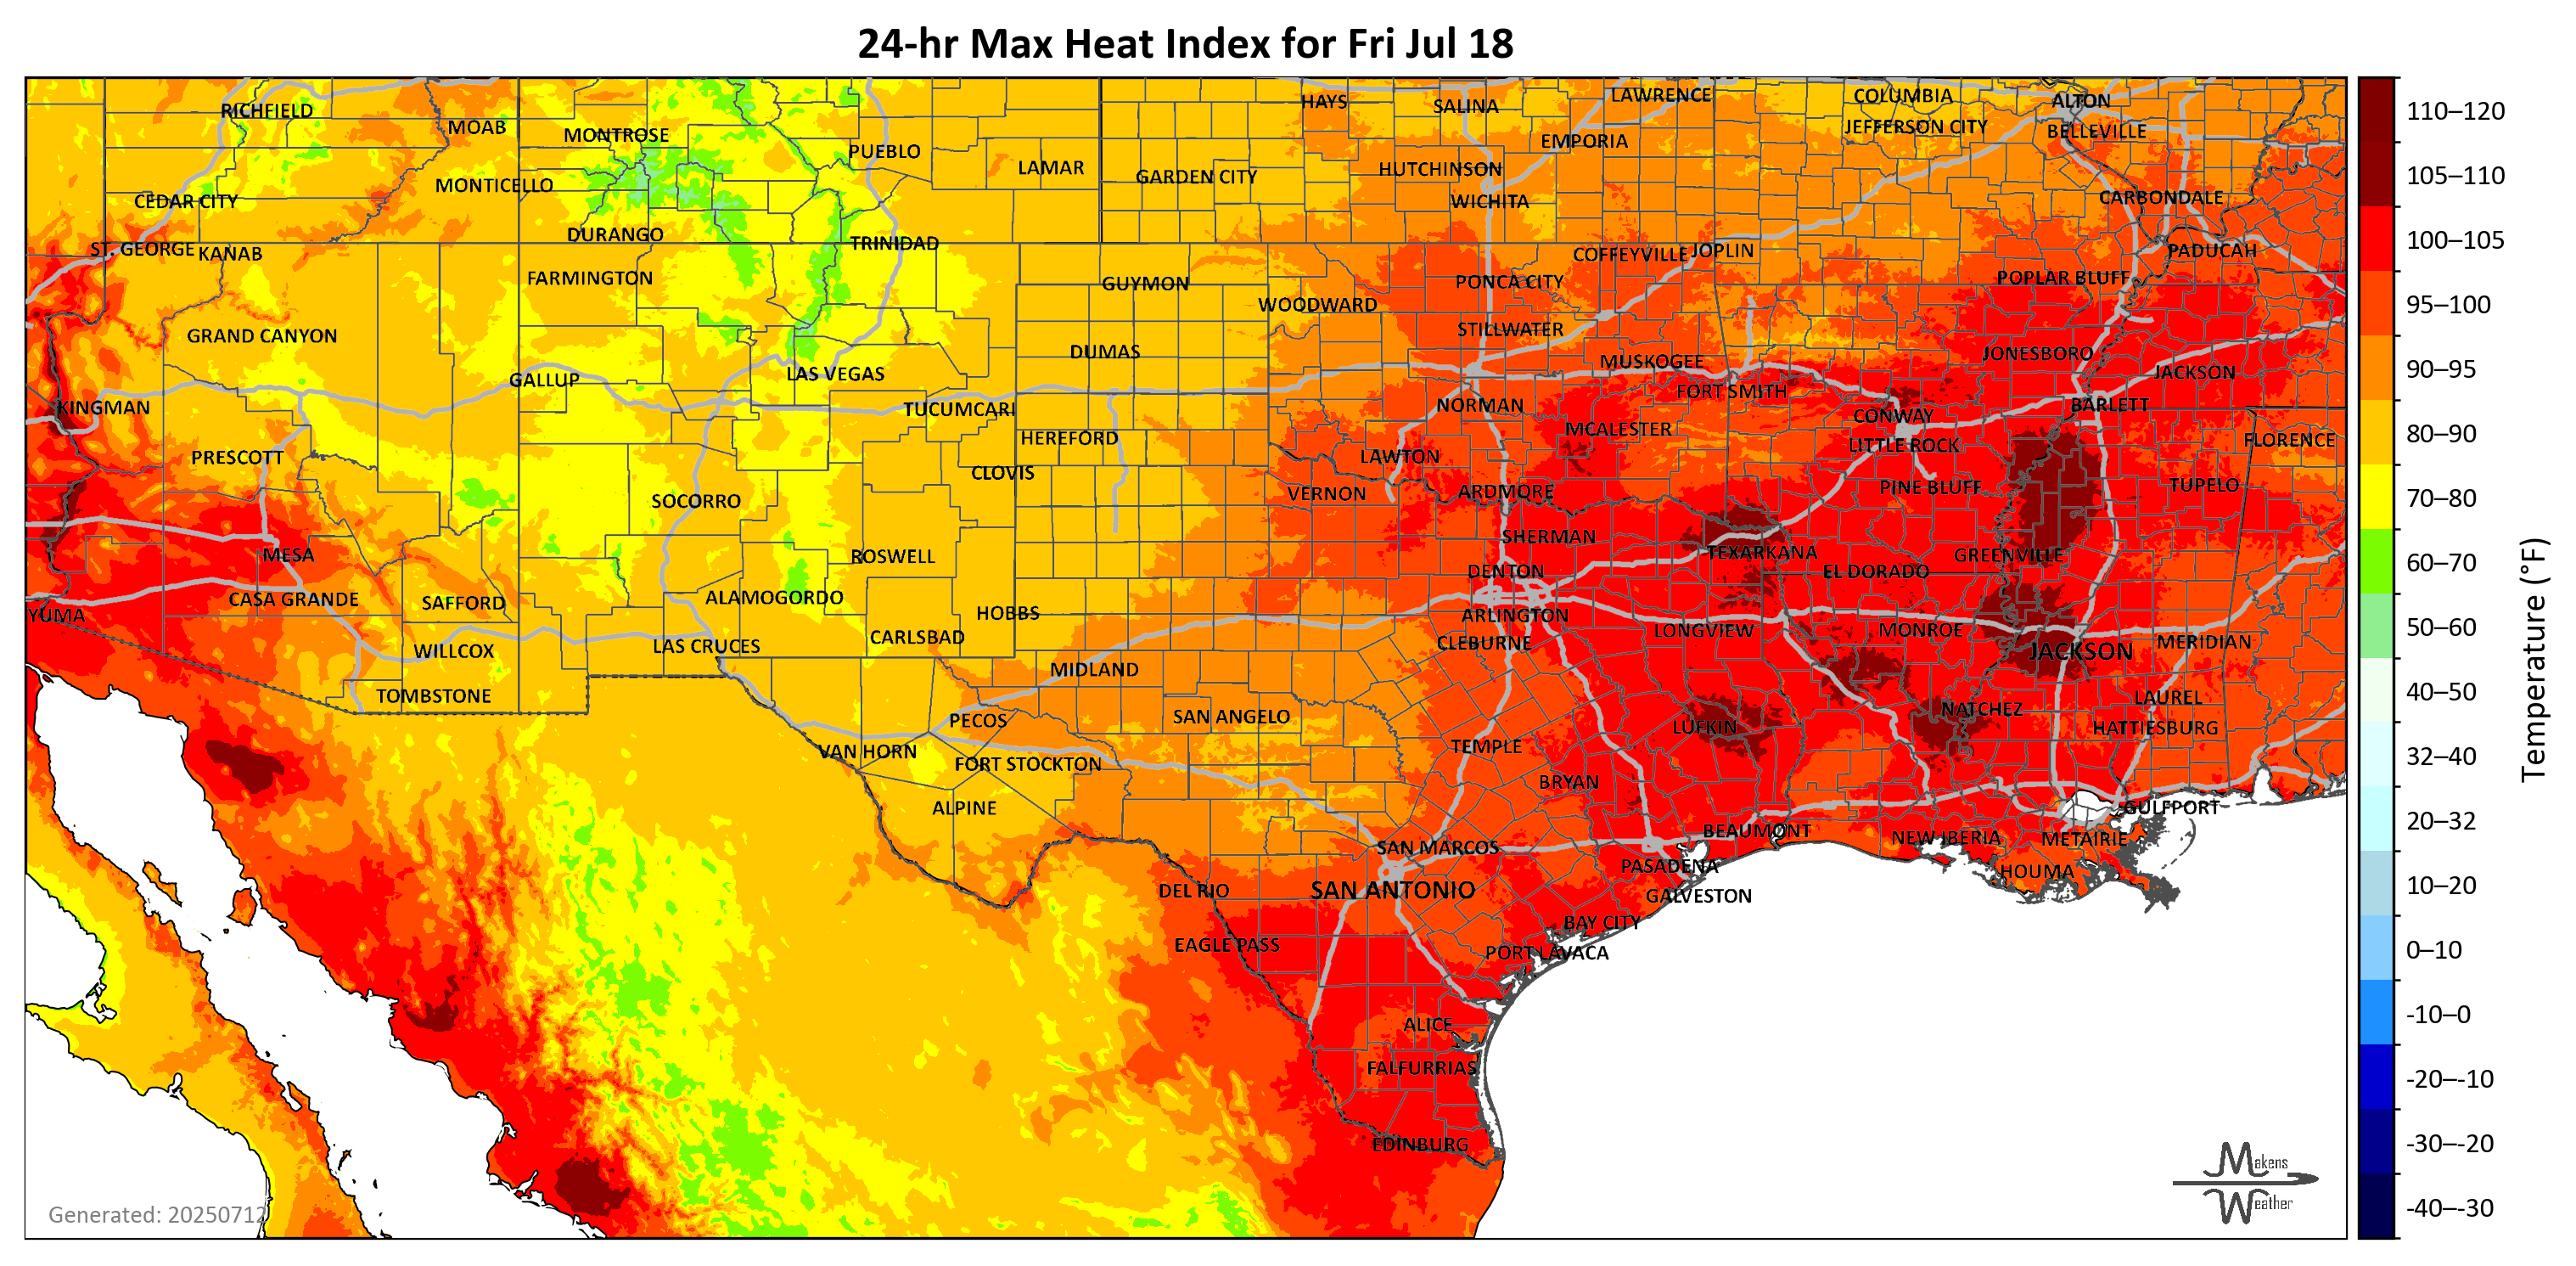 24-hr Max Heat Index for Fri Jul 18
RICHFIELD
MOAB
MONTROSE
PUEBLO
LAMAR
GARDEN CITY
HAYS
SALINA
HUTCHINSON
WICHITA
EMPORIA
LAWRENCE
COLUMBIA
JEFFERSON CITY
ALTON
BELLEVILLE
CEDAR CITY
MONTICELLO
DURANGO
TRINIDAD
CARBONDALE
ST. GEORGE
KANAB
FARMINGTON
GUYMON
WOODWARD
PONCA CITY
COFFEYVILLE
JOPLIN
POPLAR BLUFF
PADUCAH
GRAND CANYON
GALLUP
LAS VEGAS
DUMAS
STILLWATER
MUSKOGEE
FORT SMITH
JONESBORO
JACKSON
KINGMAN
TUCUMCARI
HEREFORD
NORMAN
MCALESTER
CONWAY
LITTLE ROCK
BARLETT
FLORENCE
PRESCOTT
SOCORRO
CLOVIS
VERNON
LAWTON
ARDMORE
PINE BLUFF
TUPELO
MESA
ROSWELL
SHERMAN
DENTON
TEXARKANA
EL DORADO
GREENVILLE
YUMA
CASA GRANDE
SAFFORD
ALAMOGORDO
HOBBS
ARLINGTON
CLEBURNE
LONGVIEW
MONROE
JACKSON
MERIDIAN
WILLCOX
LAS CRUCES
CARLSBAD
MIDLAND
TOMBSTONE
PECOS
SAN ANGELO
TEMPLE
LUFKIN
NATCHEZ
LAUREL
HATTIESBURG
VAN HORN
FORT STOCKTON
BRYAN
ALPINE
SAN MARCOS
BEAUMONT
NEW IBERIA
METAIRIE
GULFPORT
DEL RIO
SAN ANTONIO
PASADENA
GALVESTON
HOUMA
EAGLE PASS
BAY CITY
PORT LAVACA
ALICE
FALFURRIAS
EDINBURG
Generated: 20250712
Makens
Weather
110–120
105–110
100–105
95–100
90–95
80–90
70–80
60–70
50–60
40–50
32–40
20–32
10–20
0–10
-10–0
-20–-10
-30–-20
-40–-30
Temperature (°F)